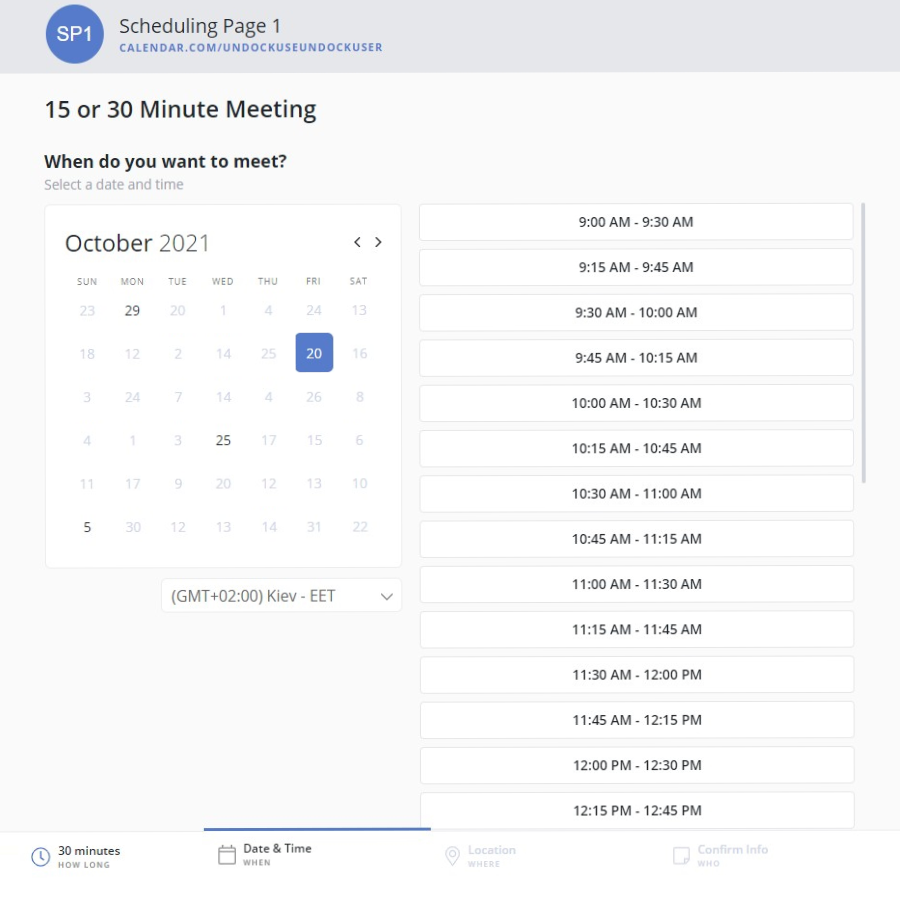 SP1
Scheduling Page 1
CALENDAR.COM/UNDOCKUSEUNDOCKUSER
15 or 30 Minute Meeting
When do you want to meet?
Select a date and time
October 2021
SUN MON TUE WED THU FRI SAT
23 29 20 1 4 24 13
18 12 2 14 25 20 16
3 24 7 14 4 26 8
4 1 3 25 17 15 6
11 17 9 20 12 13 10
5 30 12 13 14 31 22
(GMT+02:00) Kiev - EET
9:00 AM - 9:30 AM
9:15 AM - 9:45 AM
9:30 AM - 10:00 AM
9:45 AM - 10:15 AM
10:00 AM - 10:30 AM
10:15 AM - 10:45 AM
10:30 AM - 11:00 AM
10:45 AM - 11:15 AM
11:00 AM - 11:30 AM
11:15 AM - 11:45 AM
11:30 AM - 12:00 PM
11:45 AM - 12:15 PM
12:00 PM - 12:30 PM
12:15 PM - 12:45 PM
30 minutes
HOW LONG
Date & Time
WHEN
Location
WHERE
Confirm Info
WHO